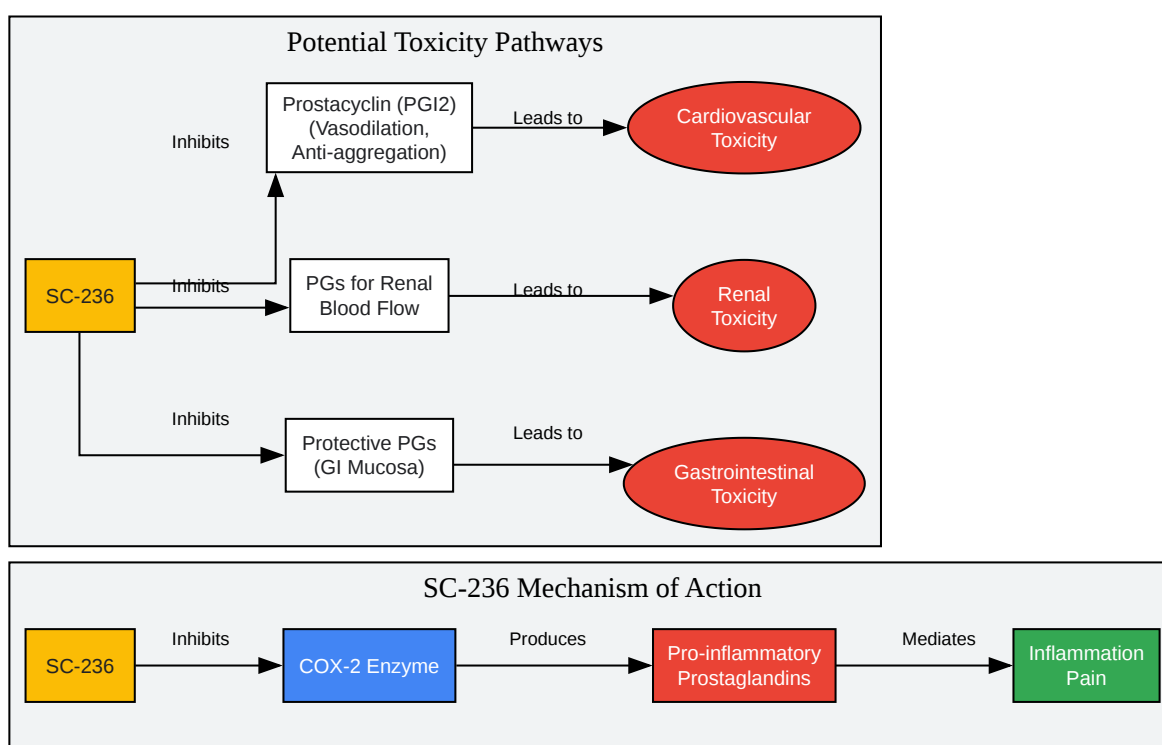 Potential Toxicity Pathways
Prostacyclin (PGI2)
(Vasodilation,
Anti-aggregation)
Inhibits
Leads to
Cardiovascular
Toxicity
SC-236
Inhibits
PGs for Renal
Blood Flow
Leads to
Renal
Toxicity
Inhibits
Protective PGs
(GI Mucosa)
Leads to
Gastrointestinal
Toxicity
SC-236 Mechanism of Action
SC-236
Inhibits
COX-2 Enzyme
Produces
Pro-inflammatory
Prostaglandins
Mediates
Inflammation
Pain